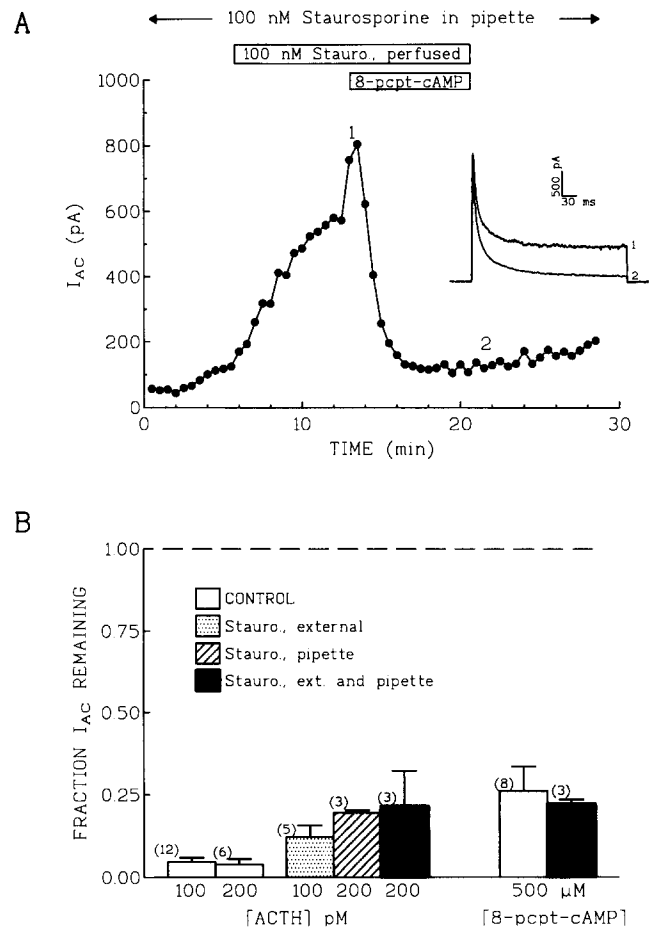 A
100 nM Staurosporine in pipette
100 nM Stauro., perfused
8-pcpt-cAMP
1000
800
600
400
200
0
IAC (pA)
0 10 20 30
TIME (min)
1
2
500 pA
30 ms
1
2
B
1.00
0.75
0.50
0.25
0.00
FRACTION IAC REMAINING
CONTROL
Stauro., external
Stauro., pipette
Stauro., ext. and pipette
(12) (6) (5) (3) (3) (8) (3)
100 200 100 200 200 500 µM
[ACTH] pM [8-pcpt-cAMP]